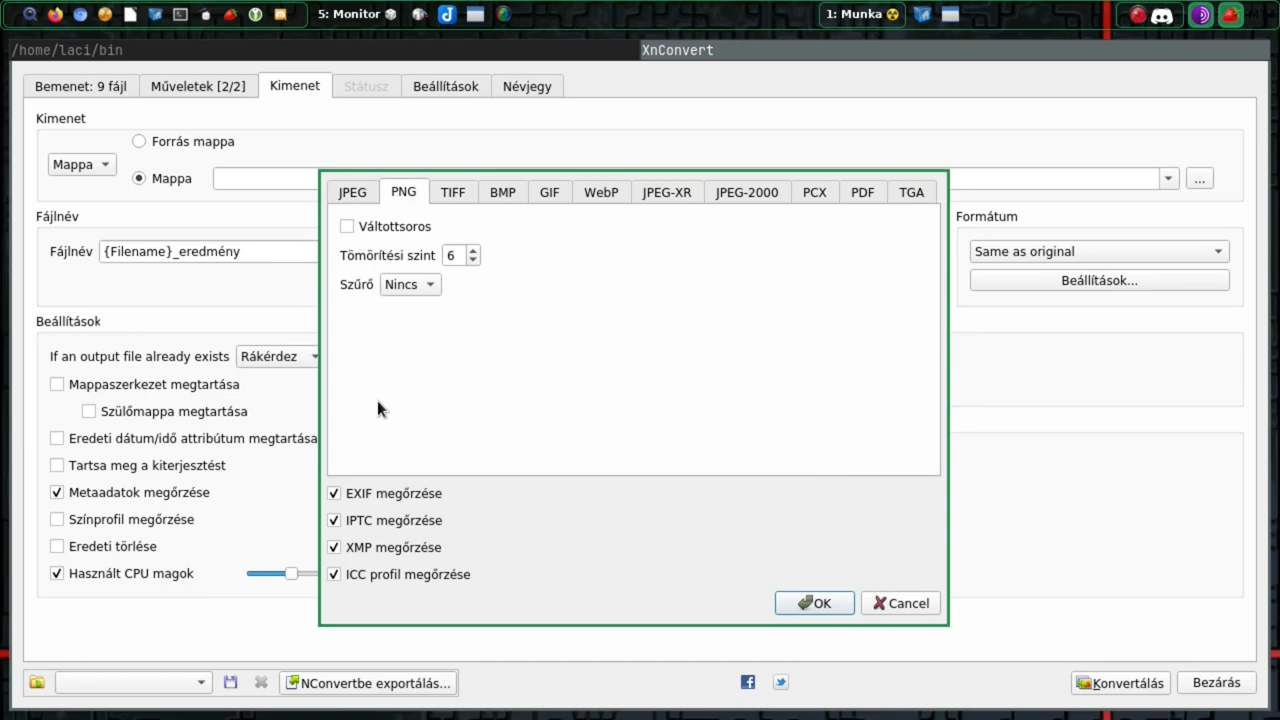 5: Monitor
1: Munka
/home/laci/bin
XnConvert
Bemenet: 9 fájl
Műveletek [2/2]
Kimenet
Státusz
Beállítások
Névjegy
Kimenet
Forrás mappa
Mappa
Mappa
...
JPEG
PNG
TIFF
BMP
GIF
WebP
JPEG-XR
JPEG-2000
PCX
PDF
TGA
Fájlnév
Fájlnév
{Filename}_eredmény
Váltottsoros
Tömörítési szint
6
Szűrő
Nincs
Formátum
Same as original
Beállítások...
Beállítások
If an output file already exists
Rákérdez
Mappaszerkezet megtartása
Szülőmappa megtartása
Eredeti dátum/idő attribútum megtartása
Tartsa meg a kiterjesztést
Metaadatok megőrzése
Színprofil megőrzése
Eredeti törlése
Használt CPU magok
EXIF megőrzése
IPTC megőrzése
XMP megőrzése
ICC profil megőrzése
OK
Cancel
NConvertbe exportálás...
Konvertálás
Bezárás